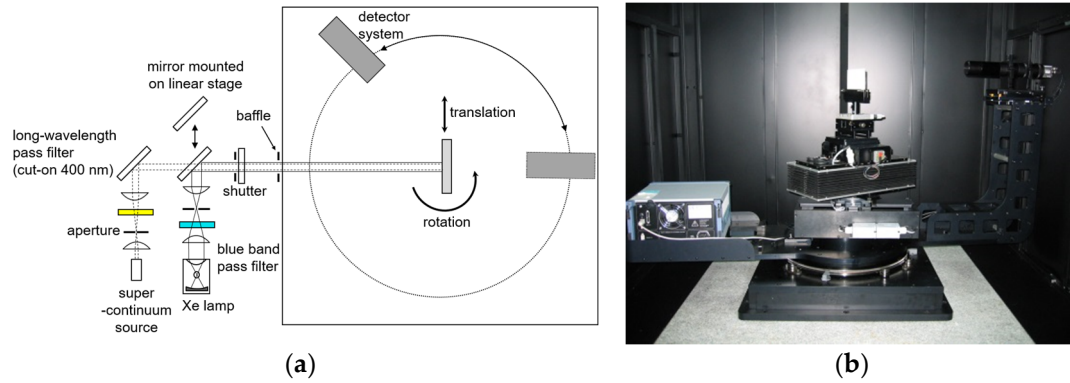 detector
system
mirror mounted
on linear stage
translation
baffle
long-wavelength
pass filter
(cut-on 400 nm)
shutter
rotation
aperture
blue band
pass filter
super
-continuum
source
Xe lamp
(a)
(b)